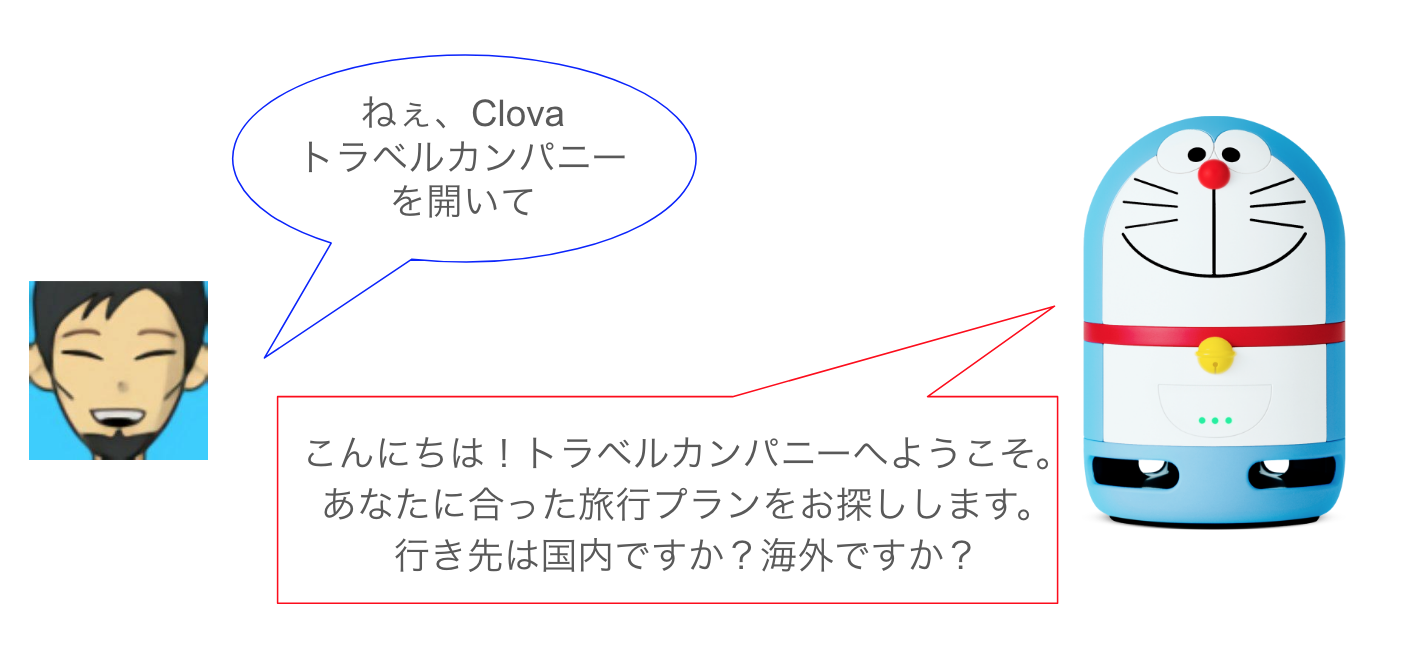 ねぇ、Clova
トラベルカンパニー
を開いて
こんにちは！トラベルカンパニーへようこそ。
あなたに合った旅行プランをお探しします。
行き先は国内ですか？海外ですか？